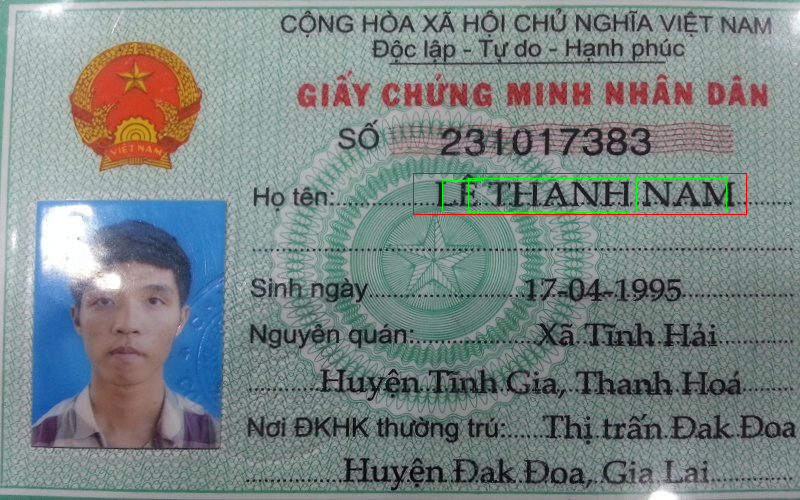 CỘNG HÒA XÃ HỘI CHỦ NGHĨA VIỆT NAM
Độc lập - Tự do - Hạnh phúc
GIẤY CHỨNG MINH NHÂN DÂN
SỐ 231017383
VIỆT NAM
Họ tên: LÊ THANH NAM
Sinh ngày 17-04-1995
Nguyên quán: Xã Tĩnh Hải
Huyện Tĩnh Gia, Thanh Hoá
Nơi ĐKHK thường trú: Thị trấn Đak Đoa
Huyện Đak Đoa, Gia Lai